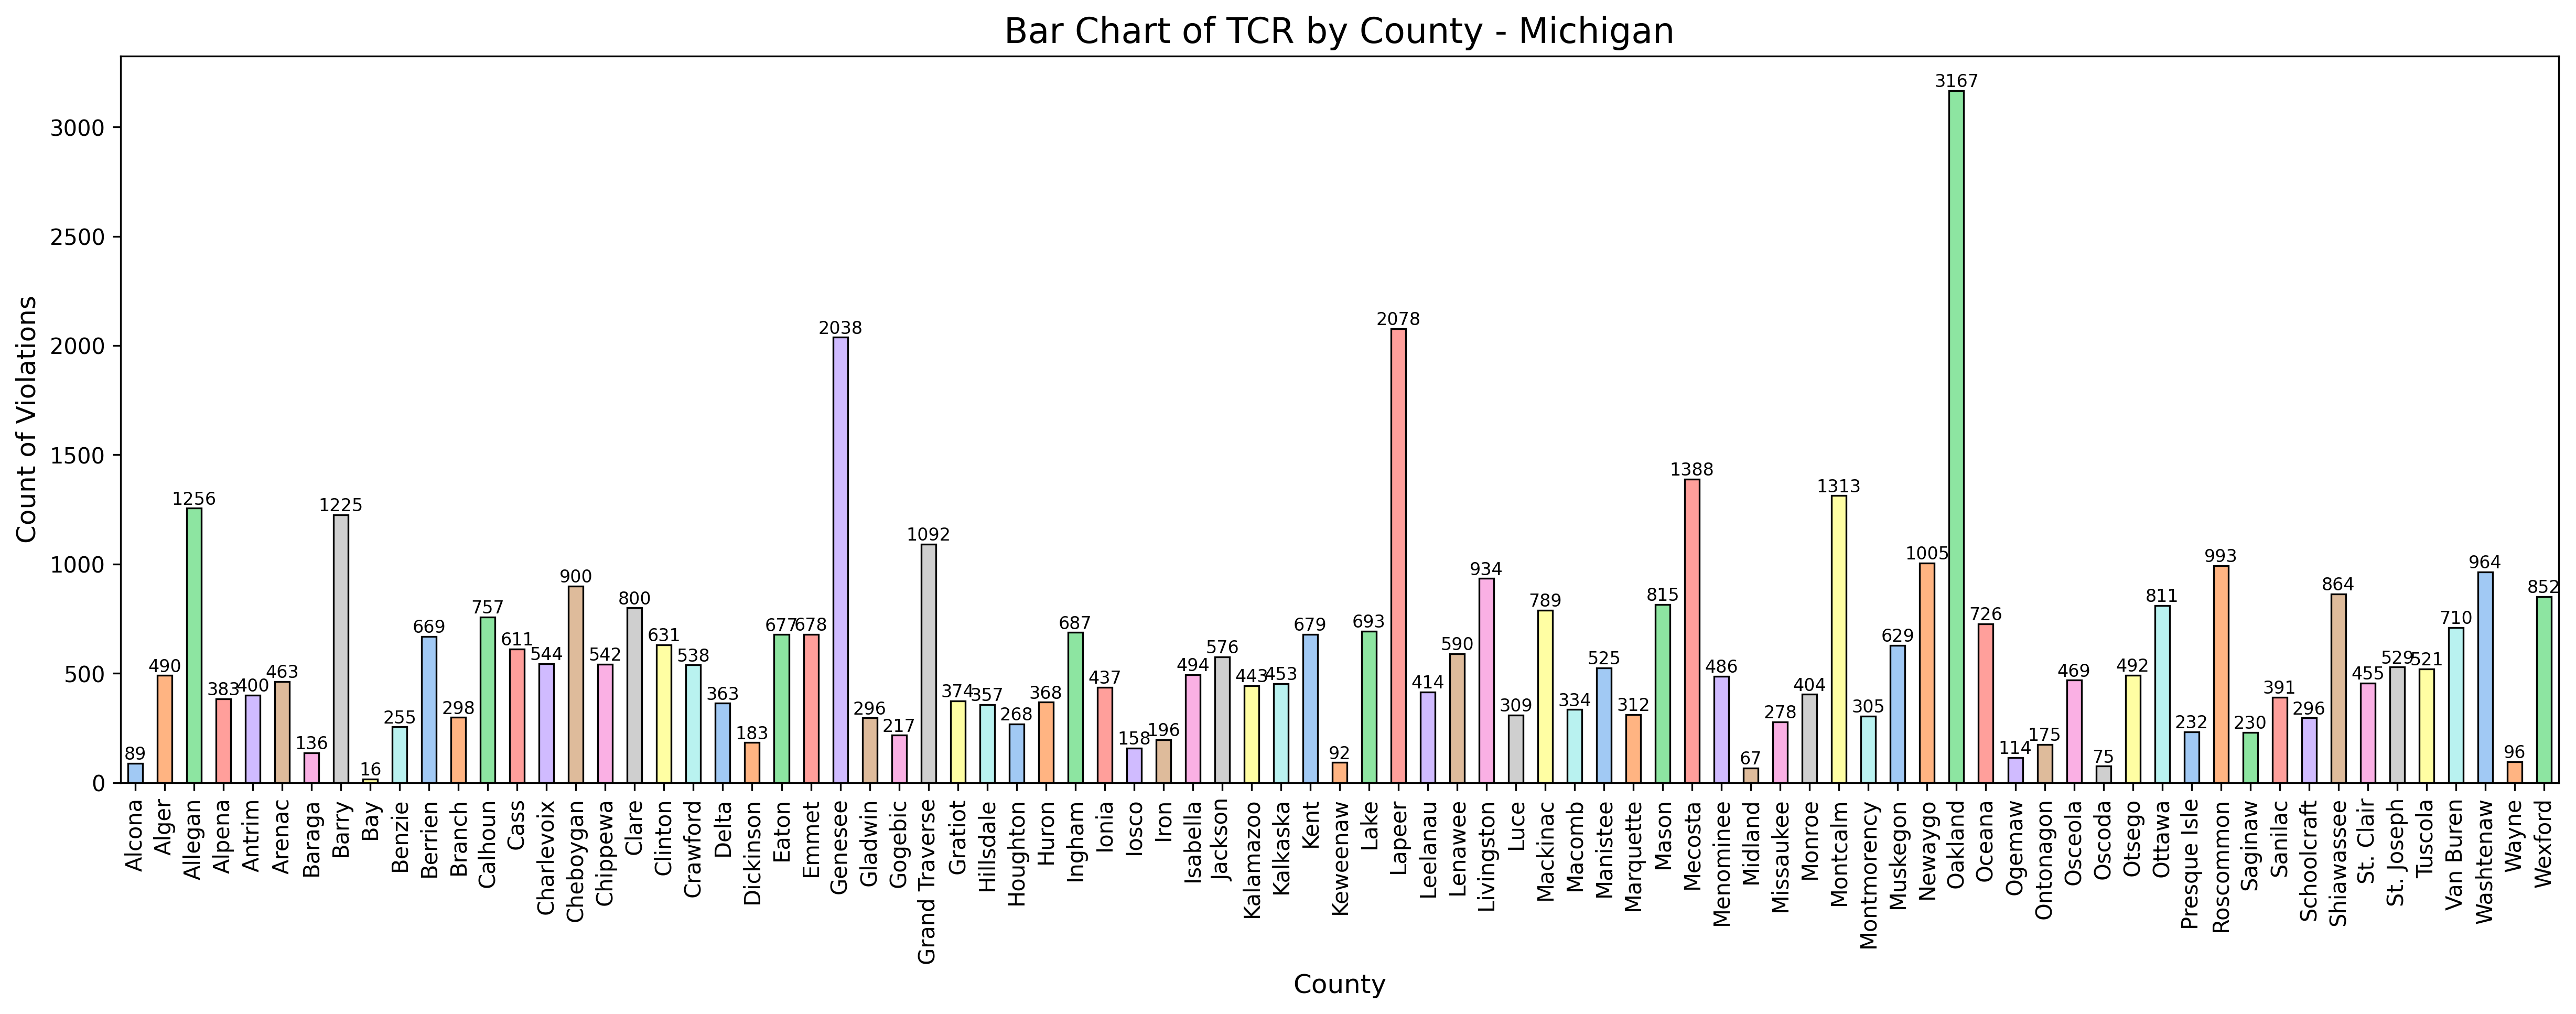 Bar Chart of TCR by County - Michigan
Count of Violations
3000
2500
2000
1500
1000
500
0
89
490
1256
383
400
463
136
1225
16
255
669
298
757
611
544
900
542
800
631
538
363
183
677
678
2038
296
217
1092
374
357
268
368
687
437
158
196
494
576
443
453
679
92
693
2078
414
590
934
309
789
334
525
312
815
1388
486
67
278
404
1313
305
629
1005
3167
726
114
175
469
75
492
811
232
993
230
391
296
864
455
529
521
710
964
96
852
Alcona
Alger
Allegan
Alpena
Antrim
Arenac
Baraga
Barry
Bay
Benzie
Berrien
Branch
Calhoun
Cass
Charlevoix
Cheboygan
Chippewa
Clare
Clinton
Crawford
Delta
Dickinson
Eaton
Emmet
Genesee
Gladwin
Gogebic
Grand Traverse
Gratiot
Hillsdale
Houghton
Huron
Ingham
Ionia
Iosco
Iron
Isabella
Jackson
Kalamazoo
Kalkaska
Kent
Keweenaw
Lake
Lapeer
Leelanau
Lenawee
Livingston
Luce
Mackinac
Macomb
Manistee
Marquette
Mason
Mecosta
Menominee
Midland
Missaukee
Monroe
Montcalm
Montmorency
Muskegon
Newaygo
Oakland
Oceana
Ogemaw
Ontonagon
Osceola
Oscoda
Otsego
Ottawa
Presque Isle
Roscommon
Saginaw
Sanilac
Schoolcraft
Shiawassee
St. Clair
St. Joseph
Tuscola
Van Buren
Washtenaw
Wayne
Wexford
County